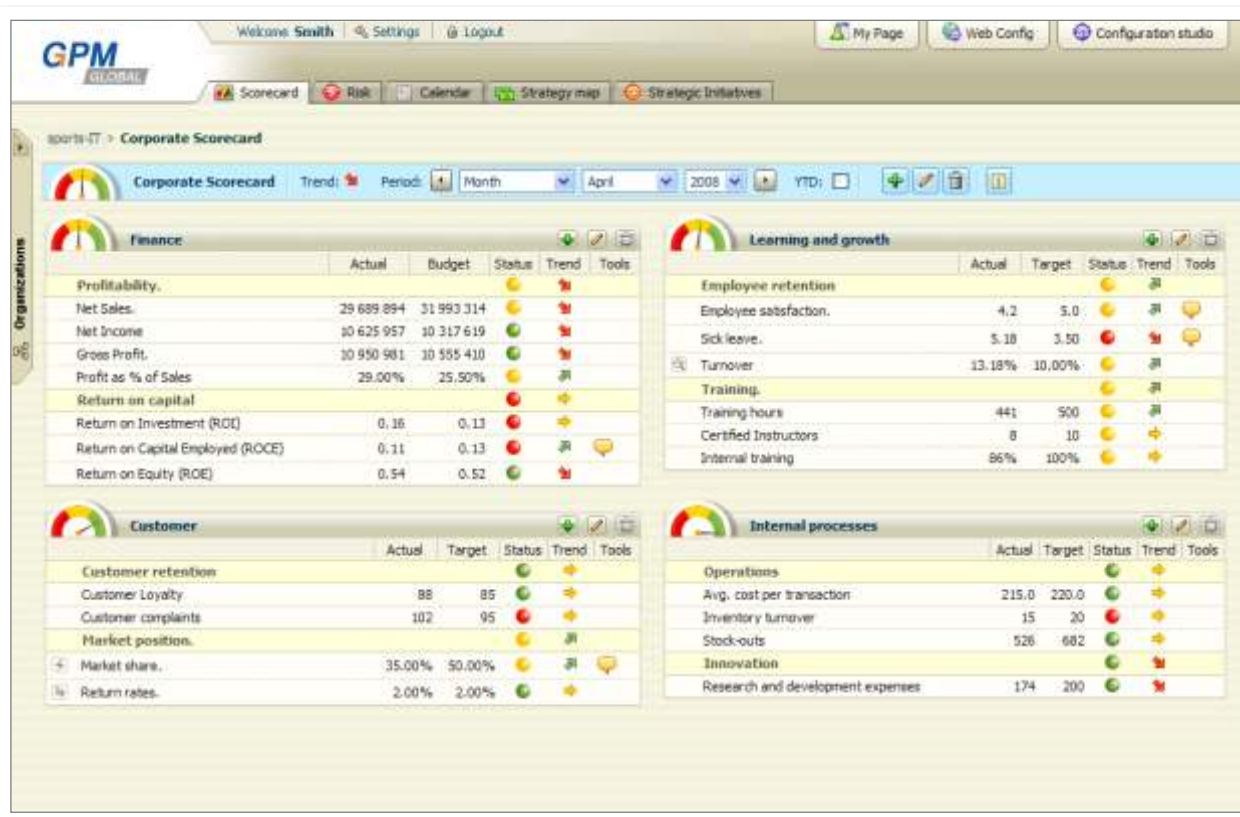 GPM
GLOBAL
Welcome Smith Settings Logout
My Page Web Config Configuration studio
Scorecard Risk Calendar Strategy map Strategic Initiatives
sports-IT > Corporate Scorecard
Organizations
Corporate Scorecard Trend: Period: Month April 2008 YTD:
Finance
Actual Budget Status Trend Tools
Profitability.
Net Sales. 29 689 894 31 993 314
Net Income 10 625 957 10 317 619
Gross Profit. 10 950 981 10 555 410
Profit as % of Sales 29.00% 25.50%
Return on capital
Return on Investment (ROI) 0.16 0.13
Return on Capital Employed (ROCE) 0.11 0.13
Return on Equity (ROE) 0.54 0.52
Learning and growth
Actual Target Status Trend Tools
Employee retention
Employee satisfaction. 4.2 5.0
Sick leave. 5.18 3.50
Turnover 13.18% 10.00%
Training.
Training hours 441 500
Certified Instructors 8 10
Internal training 86% 100%
Customer
Actual Target Status Trend Tools
Customer retention
Customer Loyalty 88 85
Customer complaints 102 95
Market position.
Market share. 35.00% 50.00%
Return rates. 2.00% 2.00%
Internal processes
Actual Target Status Trend Tools
Operations
Avg. cost per transaction 215.0 220.0
Inventory turnover 15 20
Stock-outs 526 682
Innovation
Research and development expenses 174 200